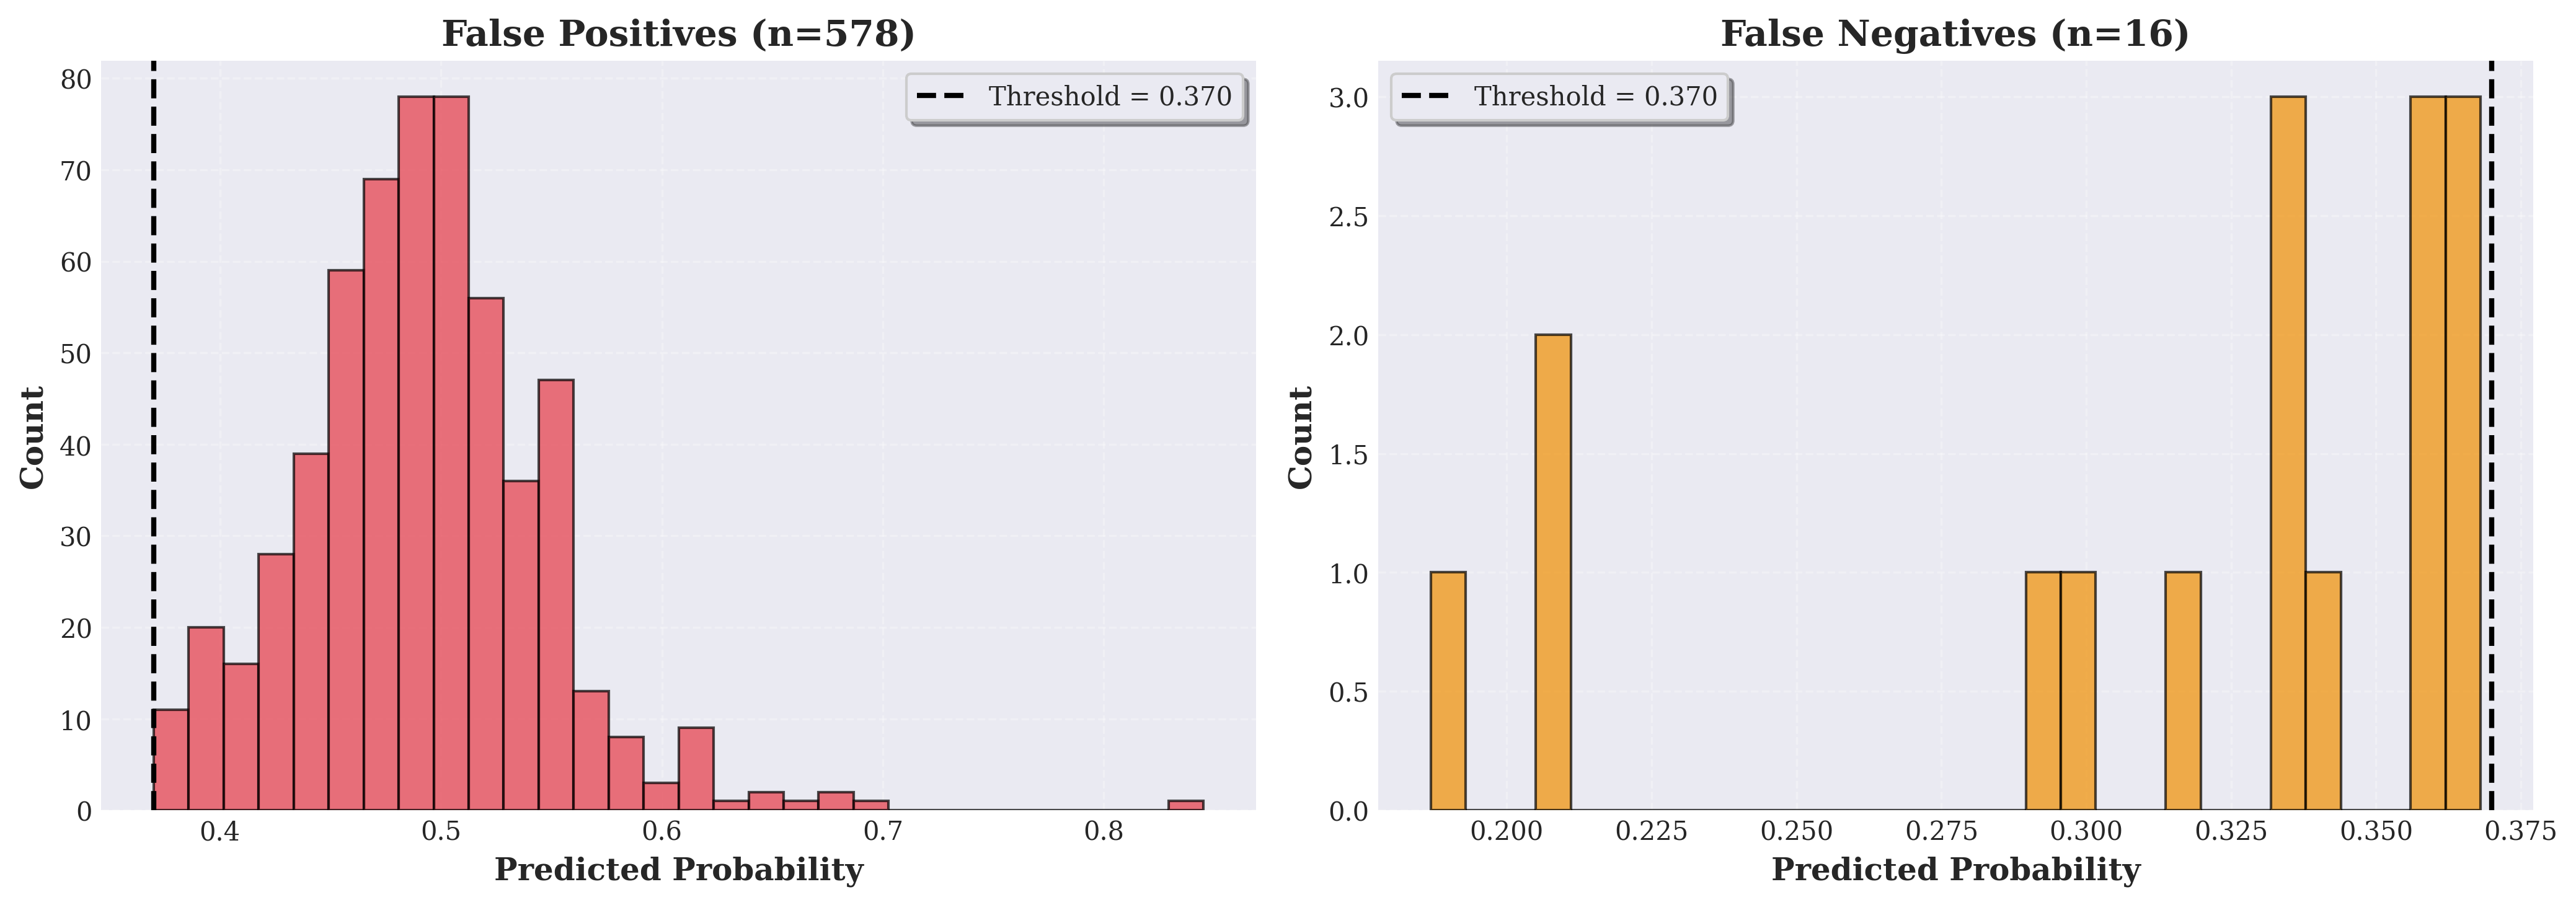 False Positives (n=578)
Threshold = 0.370
80
70
60
50
40
30
20
10
0
Count
0.4 0.5 0.6 0.7 0.8
Predicted Probability
False Negatives (n=16)
Threshold = 0.370
3.0
2.5
2.0
1.5
1.0
0.5
0.0
Count
0.200 0.225 0.250 0.275 0.300 0.325 0.350 0.375
Predicted Probability